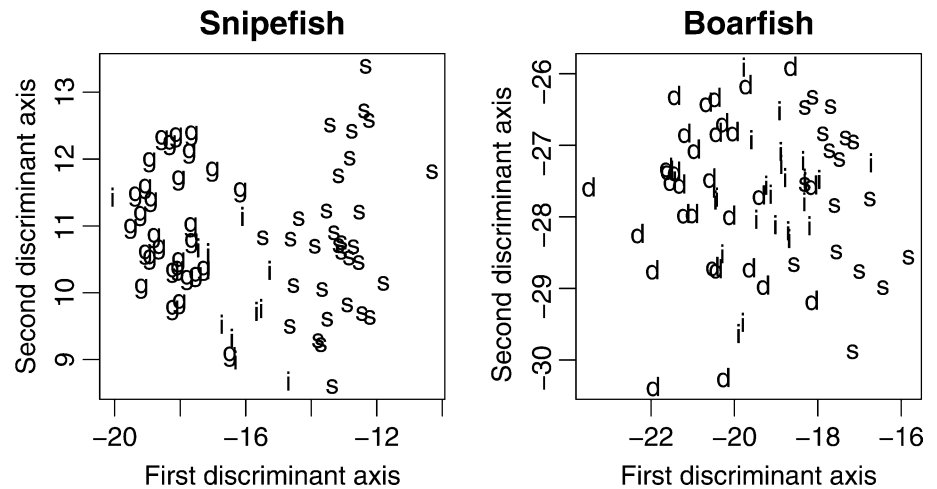 Snipefish
Second discriminant axis
13
12
11
10
9
−20
−16
−12
First discriminant axis
Boarfish
Second discriminant axis
−26
−27
−28
−29
−30
−22
−20
−18
−16
First discriminant axis